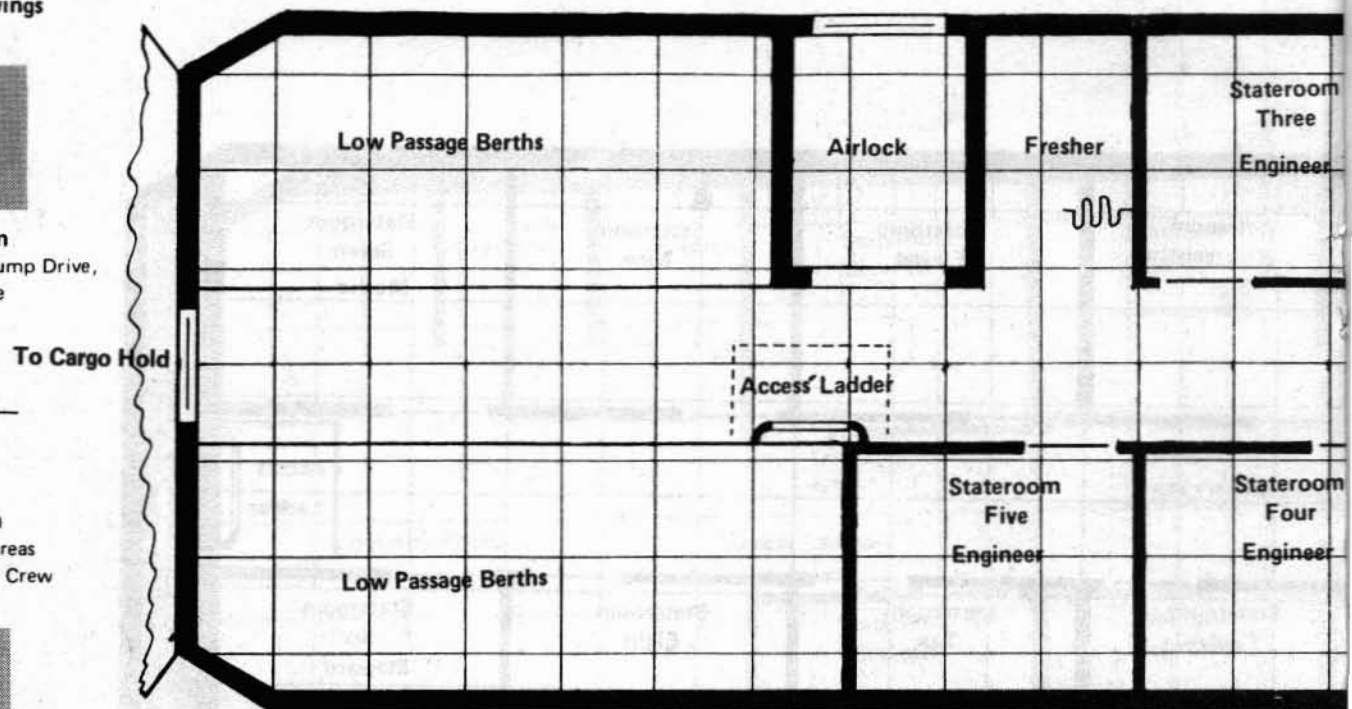 Low Passage Berths
Airlock
Fresher
Stateroom
Three
Engineer
ump Drive,
To Cargo Hold
Access Ladder
Stateroom
Five
Engineer
Stateroom
Four
Engineer
reas
Crew
Low Passage Berths